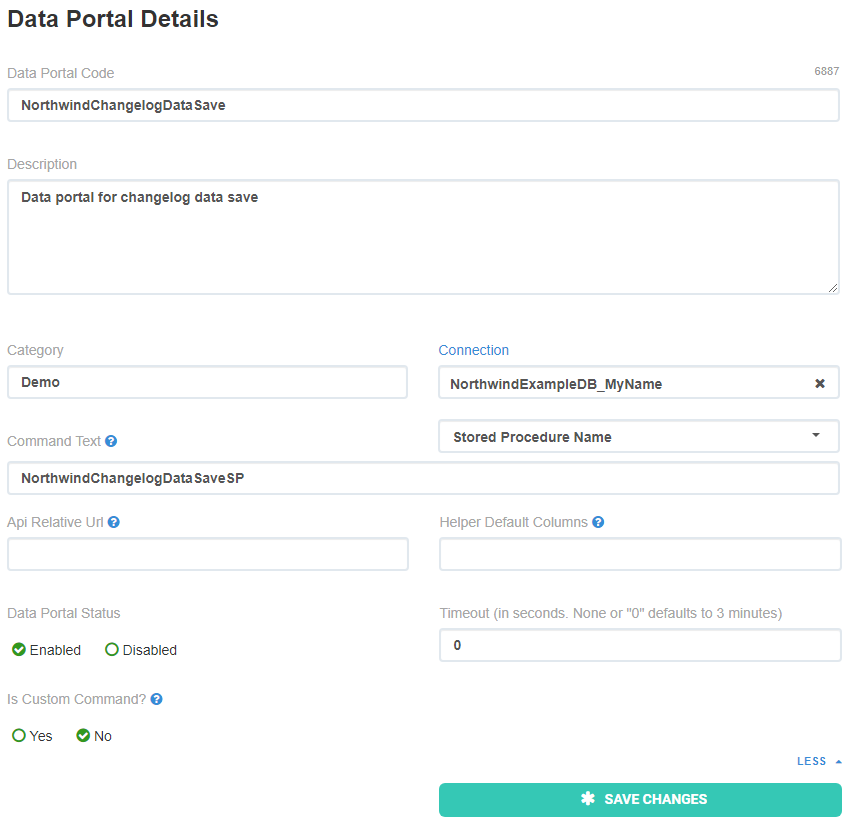 Data Portal Details
Data Portal Code 6887
NorthwindChangelogDataSave
Description
Data portal for changelog data save
Category Connection
Demo NorthwindExampleDB_MyName
Command Text Stored Procedure Name
NorthwindChangelogDataSaveSP
Api Relative Url Helper Default Columns
Data Portal Status Timeout (in seconds. None or "0" defaults to 3 minutes)
Enabled Disabled 0
Is Custom Command?
Yes No
LESS
SAVE CHANGES